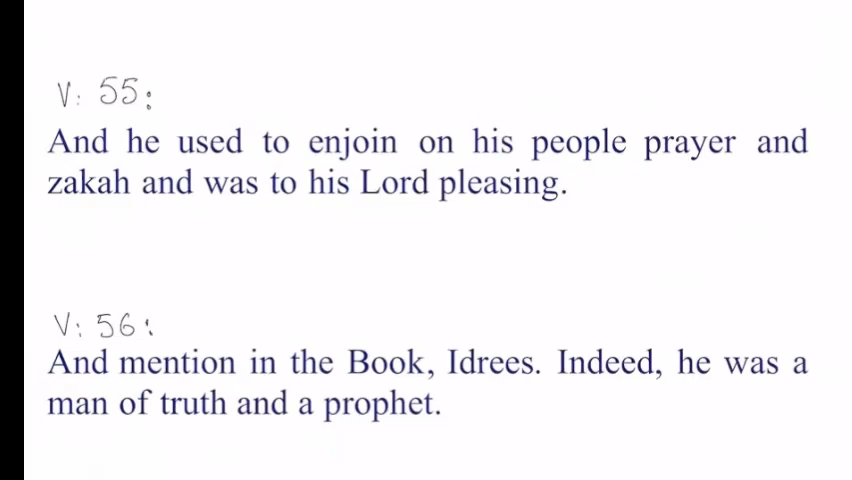 V: 55:
And he used to enjoin on his people prayer and
zakah and was to his Lord pleasing.
V: 56:
And mention in the Book, Idrees. Indeed, he was a
man of truth and a prophet.